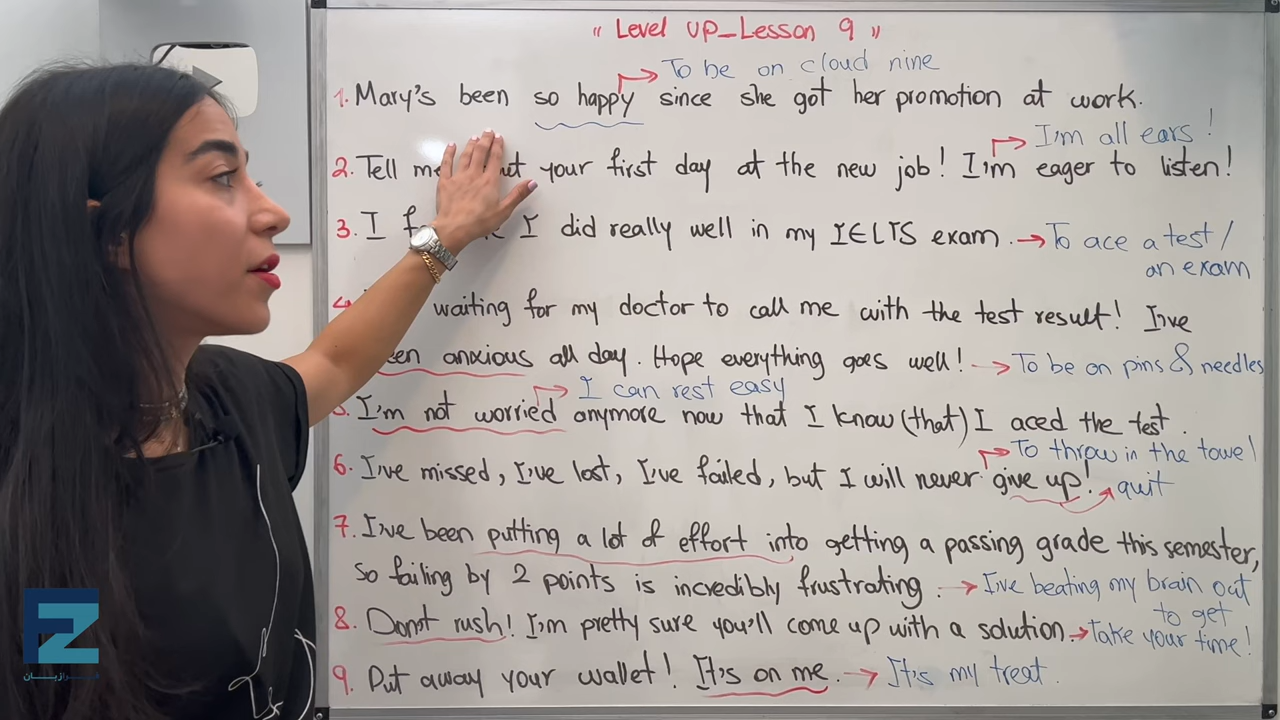 " Level UP_Lesson 9 "
To be on cloud nine
1. Mary's been so happy since she got her promotion at work.
I'm all ears!
2. Tell me your first day at the new job! I'm eager to listen!
3. I I did really well in my IELTS exam. → To ace a test /
an exam
4. waiting for my doctor to call me with the test result! I've
been anxious all day. Hope everything goes well! → To be on pins & needles
I can rest easy
5. I'm not worried anymore now that I know (that) I aced the test.
To throw in the towel
6. I've missed, I've lost, I've failed, but I will never give up! quit
7. I've been putting a lot of effort into getting a passing grade this semester,
so failing by 2 points is incredibly frustrating. → I've beating my brain out
to get
8. Don't rush! I'm pretty sure you'll come up with a solution. → Take your time!
9. Put away your wallet! It's on me. → It's my treat.
EZ